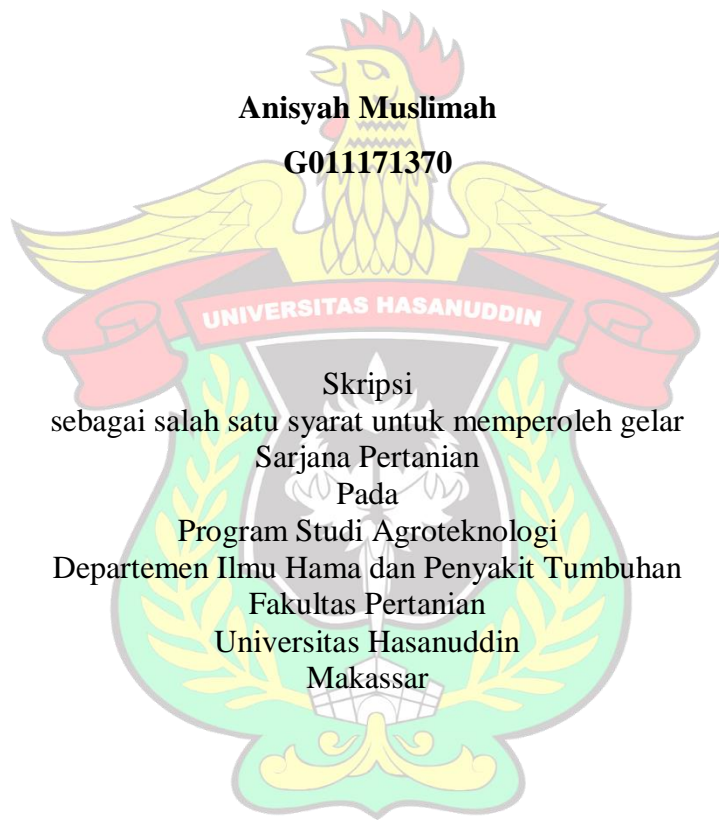 Anisyah Muslimah
G011171370
UNIVERSITAS HASANUDDIN
Skripsi
sebagai salah satu syarat untuk memperoleh gelar
Sarjana Pertanian
Pada
Program Studi Agroteknologi
Departemen Ilmu Hama dan Penyakit Tumbuhan
Fakultas Pertanian
Universitas Hasanuddin
Makassar